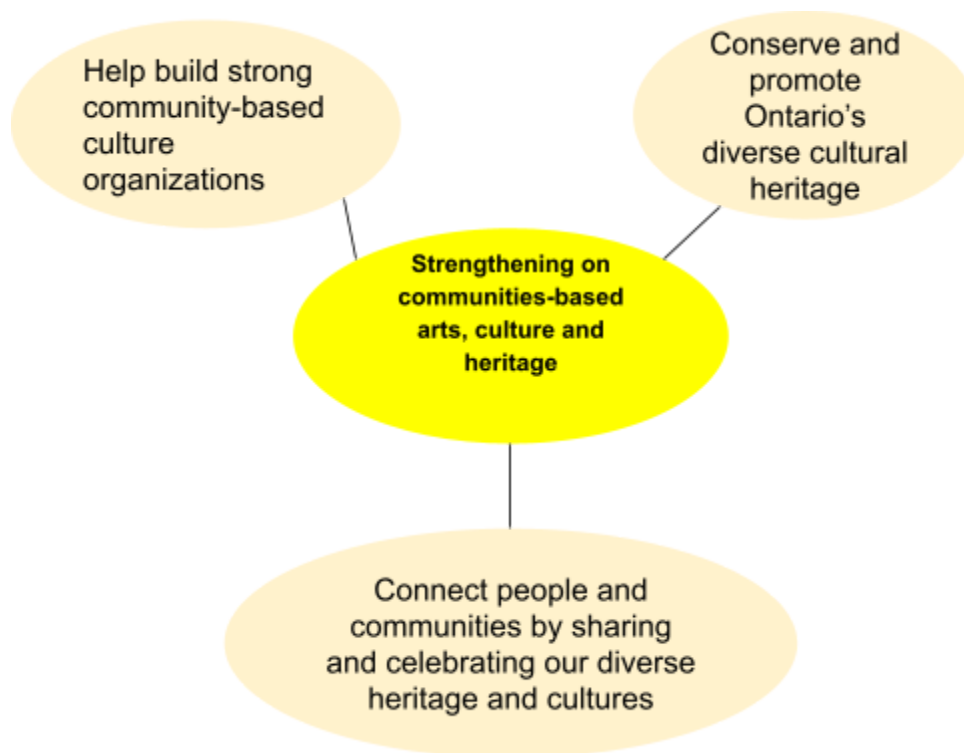 Help build strong
community-based
culture
organizations
Conserve and
promote
Ontario’s
diverse cultural
heritage
Strengthening on
communities-based
arts, culture and
heritage
Connect people and
communities by sharing
and celebrating our diverse
heritage and cultures